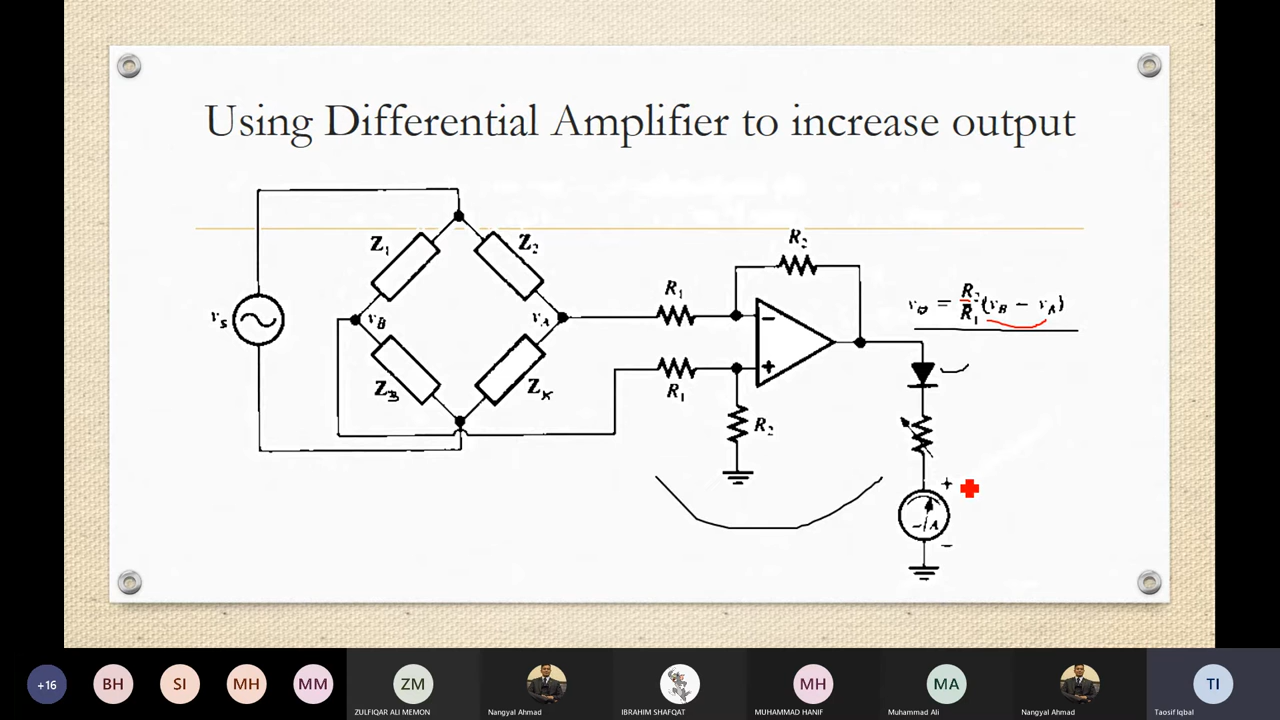 Using Differential Amplifier to increase output
Z1
Z2
R2
R1
vO = R2/R1 (vB − vA)
vs
vB
vA
−
+
Z3
Zx
R1
R2
+
A
−
+16
BH
SI
MH
MM
ZM
MH
MA
TI
ZULFIQAR ALI MEMON
Nangyal Ahmad
IBRAHIM SHAFQAT
MUHAMMAD HANIF
Muhammad Ali
Nangyal Ahmad
Taosif Iqbal